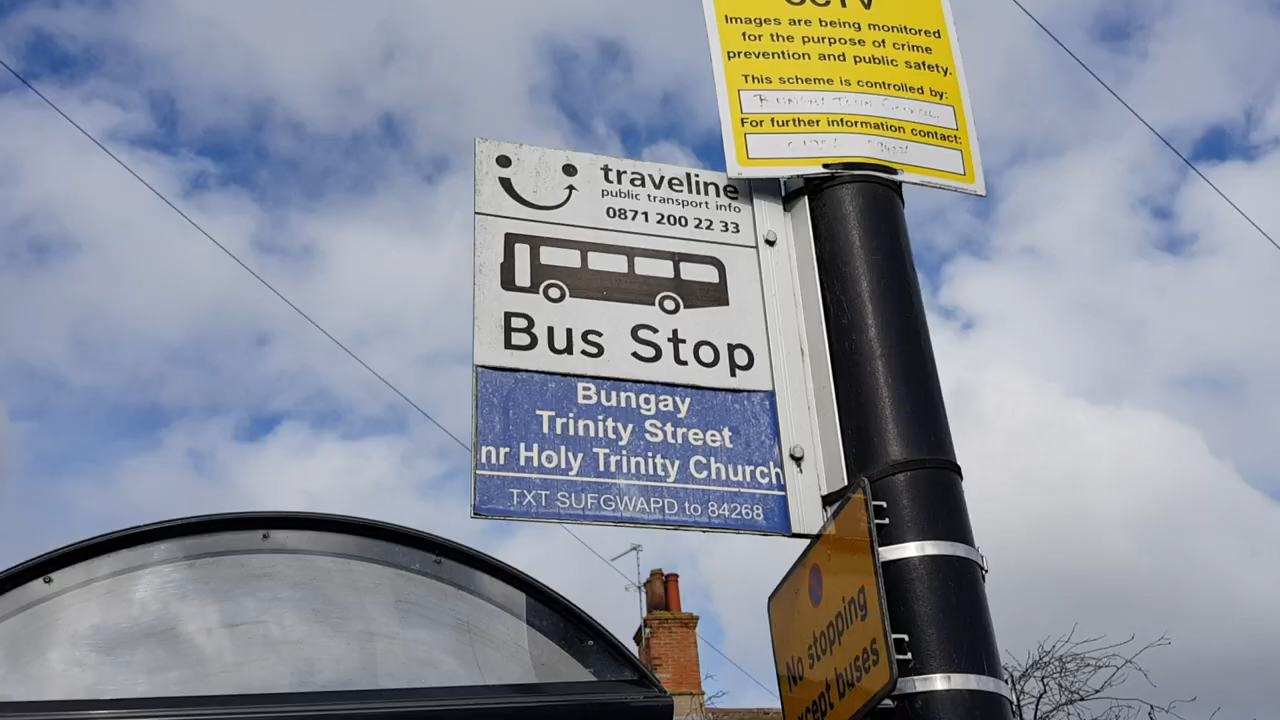 CCTV
Images are being monitored
for the purpose of crime
prevention and public safety.
This scheme is controlled by:
For further information contact:
traveline
public transport info
0871 200 22 33
Bus Stop
Bungay
Trinity Street
nr Holy Trinity Church
TXT SUFGWAPD to 84268
No stopping
except buses